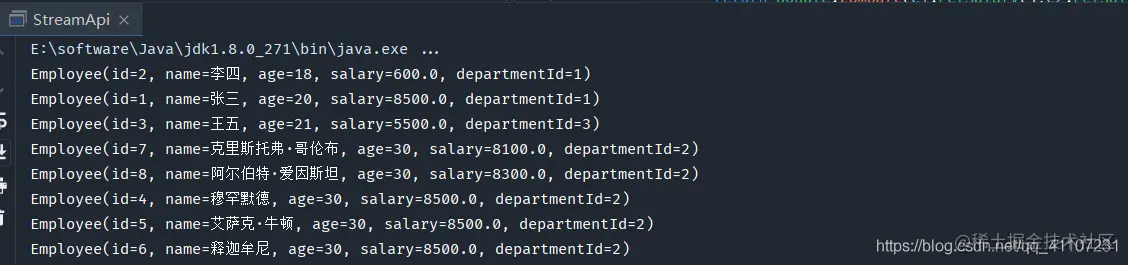 StreamApi ×
E:\software\Java\jdk1.8.0_271\bin\java.exe ...
Employee(id=2, name=李四, age=18, salary=600.0, departmentId=1)
Employee(id=1, name=张三, age=20, salary=8500.0, departmentId=1)
Employee(id=3, name=王五, age=21, salary=5500.0, departmentId=3)
Employee(id=7, name=克里斯托弗·哥伦布, age=30, salary=8100.0, departmentId=2)
Employee(id=8, name=阿尔伯特·爱因斯坦, age=30, salary=8300.0, departmentId=2)
Employee(id=4, name=穆罕默德, age=30, salary=8500.0, departmentId=2)
Employee(id=5, name=艾萨克·牛顿, age=30, salary=8500.0, departmentId=2)
Employee(id=6, name=释迦牟尼, age=30, salary=8500.0, departmentId=2)
@稀土掘金技术社区
https://blog.csdn.net/qq_41107231